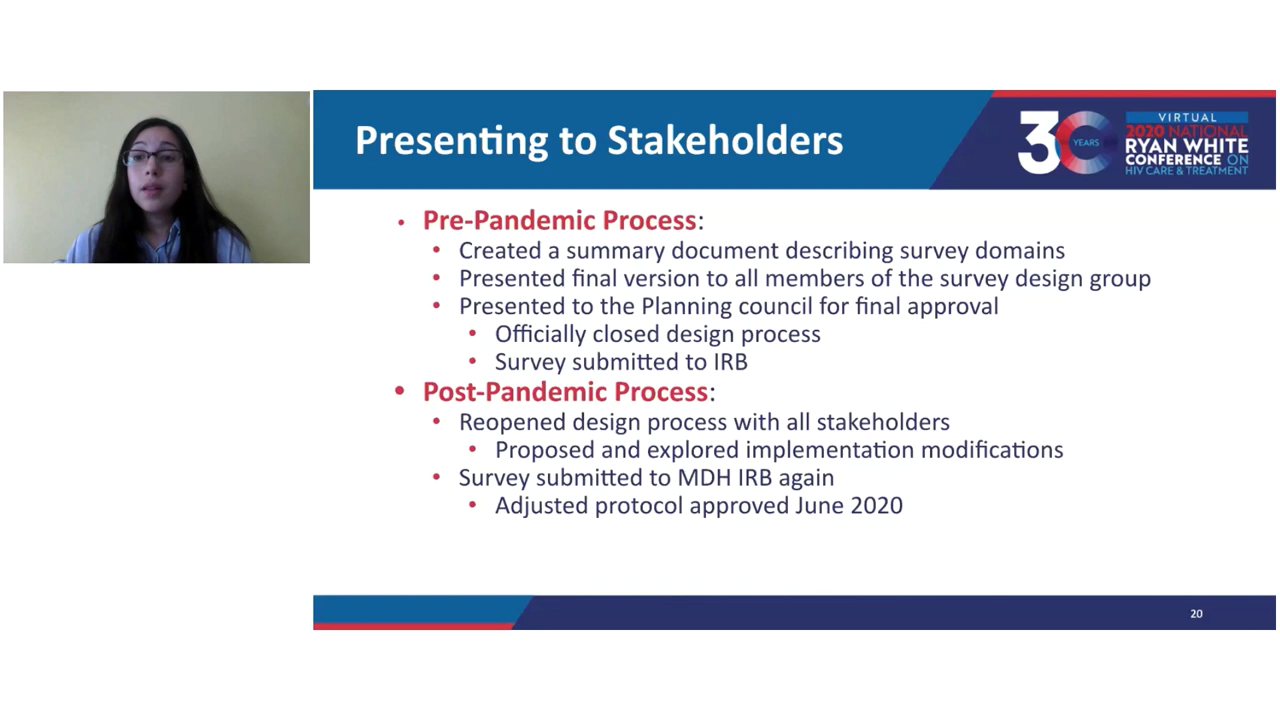 Presenting to Stakeholders
30 YEARS
VIRTUAL
2020 NATIONAL
RYAN WHITE
CONFERENCE ON
HIV CARE & TREATMENT
• Pre-Pandemic Process:
• Created a summary document describing survey domains
• Presented final version to all members of the survey design group
• Presented to the Planning council for final approval
• Officially closed design process
• Survey submitted to IRB
• Post-Pandemic Process:
• Reopened design process with all stakeholders
• Proposed and explored implementation modifications
• Survey submitted to MDH IRB again
• Adjusted protocol approved June 2020
20